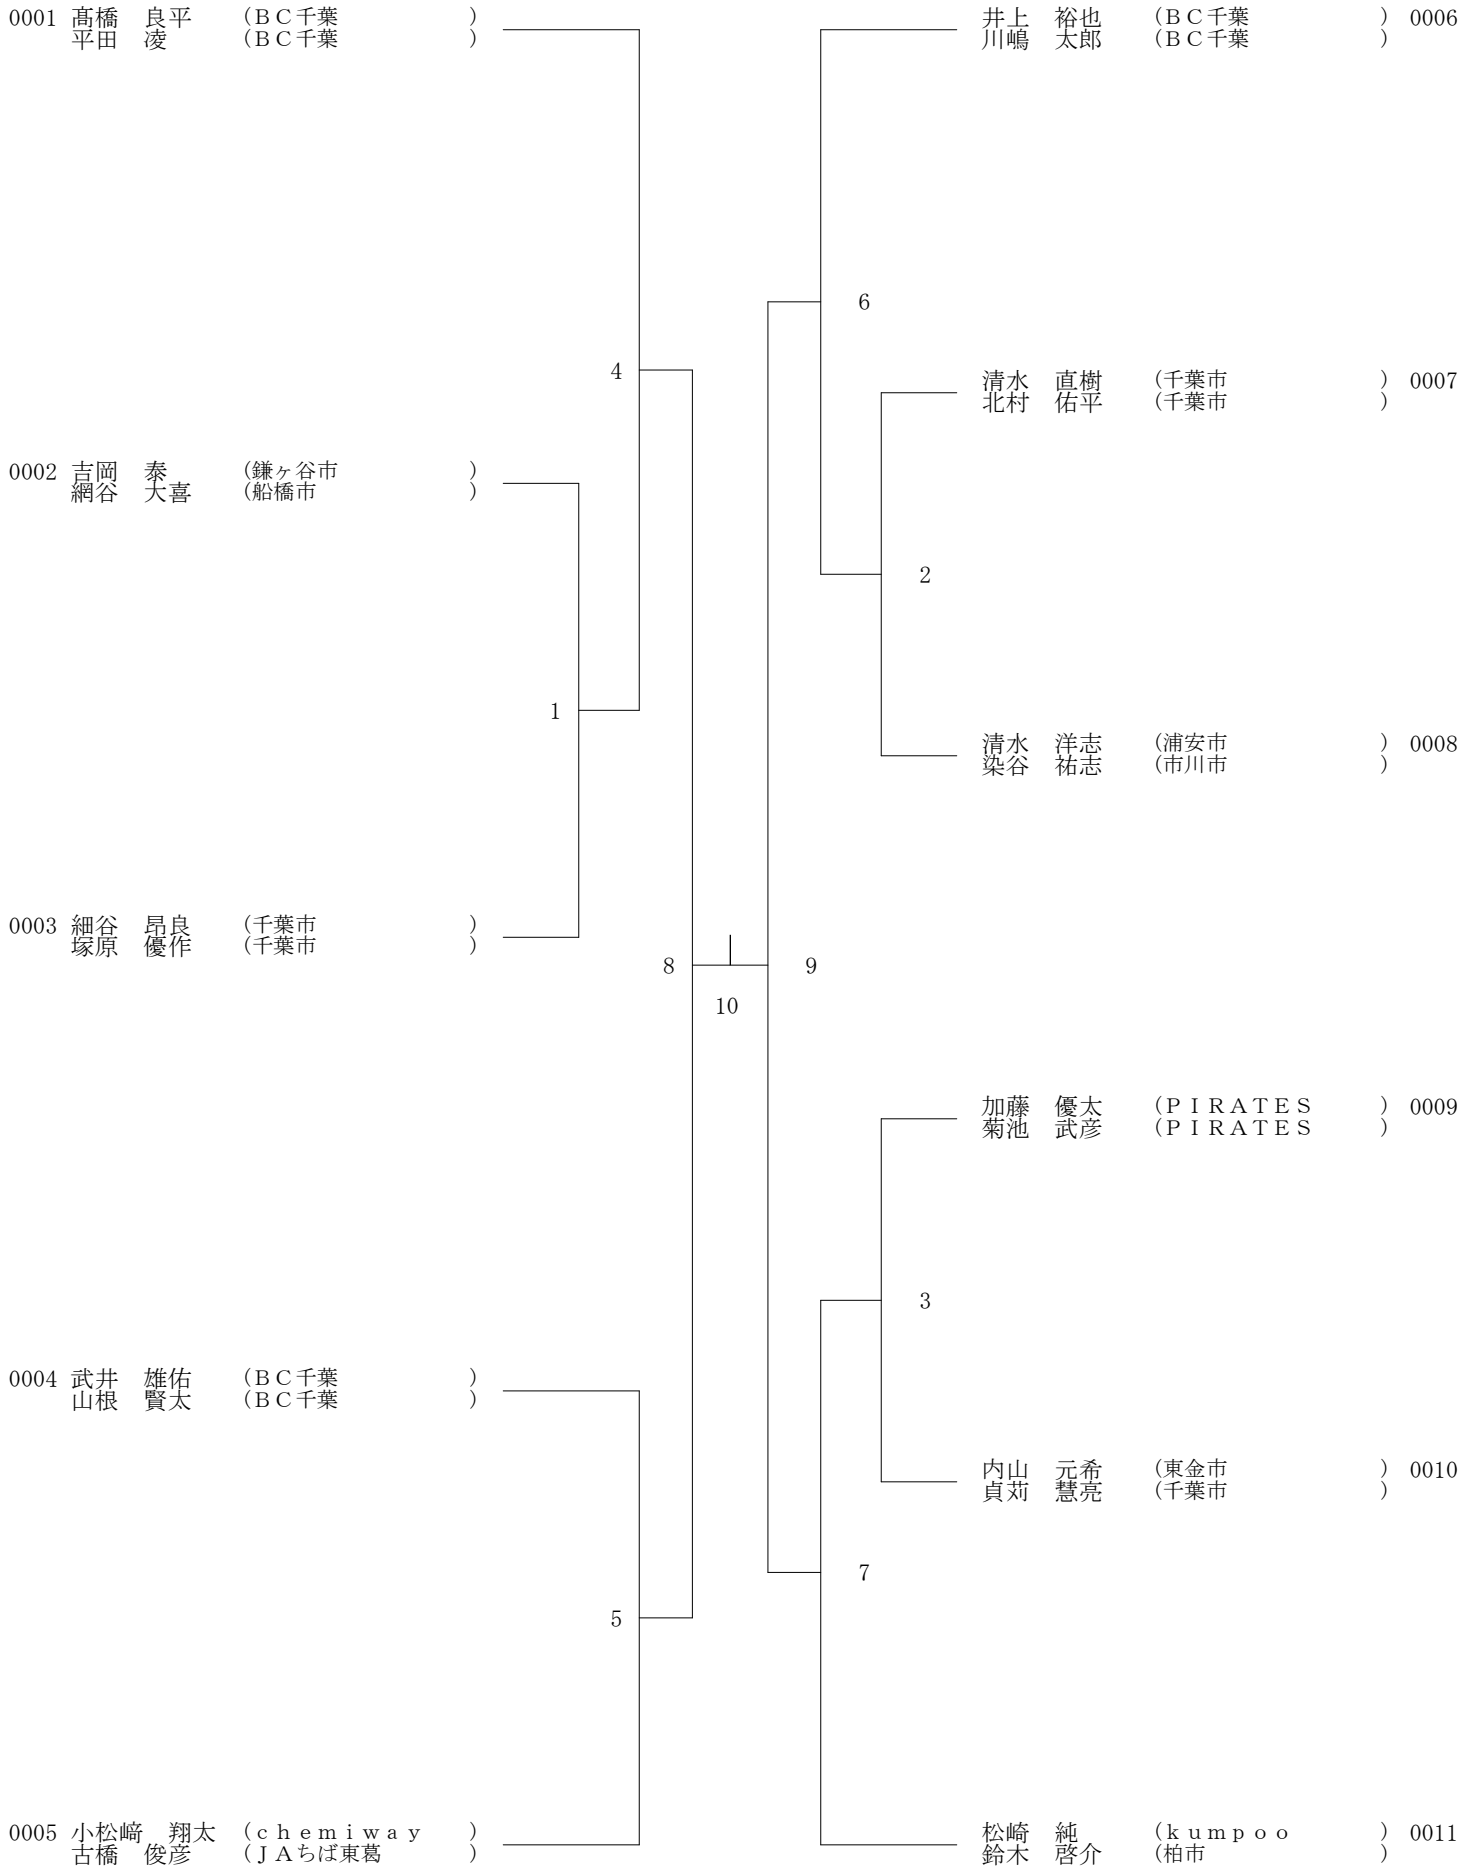 0001 髙橋　良平　（ＢＣ千葉　）
平田　凌　（ＢＣ千葉　）
4
0002 吉岡　泰　（鎌ヶ谷市　）
網谷　大喜　（船橋市　）
1
0003 細谷　昂良　（千葉市　）
塚原　優作　（千葉市　）
8
10
0004 武井　雄佑　（ＢＣ千葉　）
山根　賢太　（ＢＣ千葉　）
5
0005 小松﨑　翔太　（ｃｈｅｍｉｗａｙ　）
古橋　俊彦　（ＪＡちば東葛　）
井上　裕也　（ＢＣ千葉　） 0006
川嶋　太郎　（ＢＣ千葉　）
6
清水　直樹　（千葉市　） 0007
北村　佑平　（千葉市　）
2
清水　洋志　（浦安市　） 0008
染谷　祐志　（市川市　）
9
加藤　優太　（ＰＩＲＡＴＥＳ　） 0009
菊池　武彦　（ＰＩＲＡＴＥＳ　）
3
内山　元希　（東金市　） 0010
貞苅　慧亮　（千葉市　）
7
松崎　純　（ｋｕｍｐｏｏ　） 0011
鈴木　啓介　（柏市　）